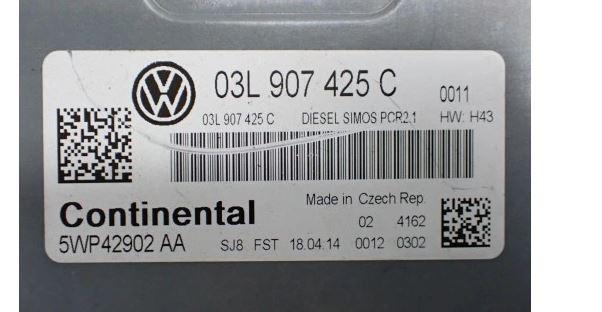 03L 907 425 C 0011
03L 907 425 C DIESEL SIMOS PCR2.1 HW: H43
Made in Czech Rep.
Continental 02 4162
5WP42902 AA SJ8 FST 18.04.14 0012 0302